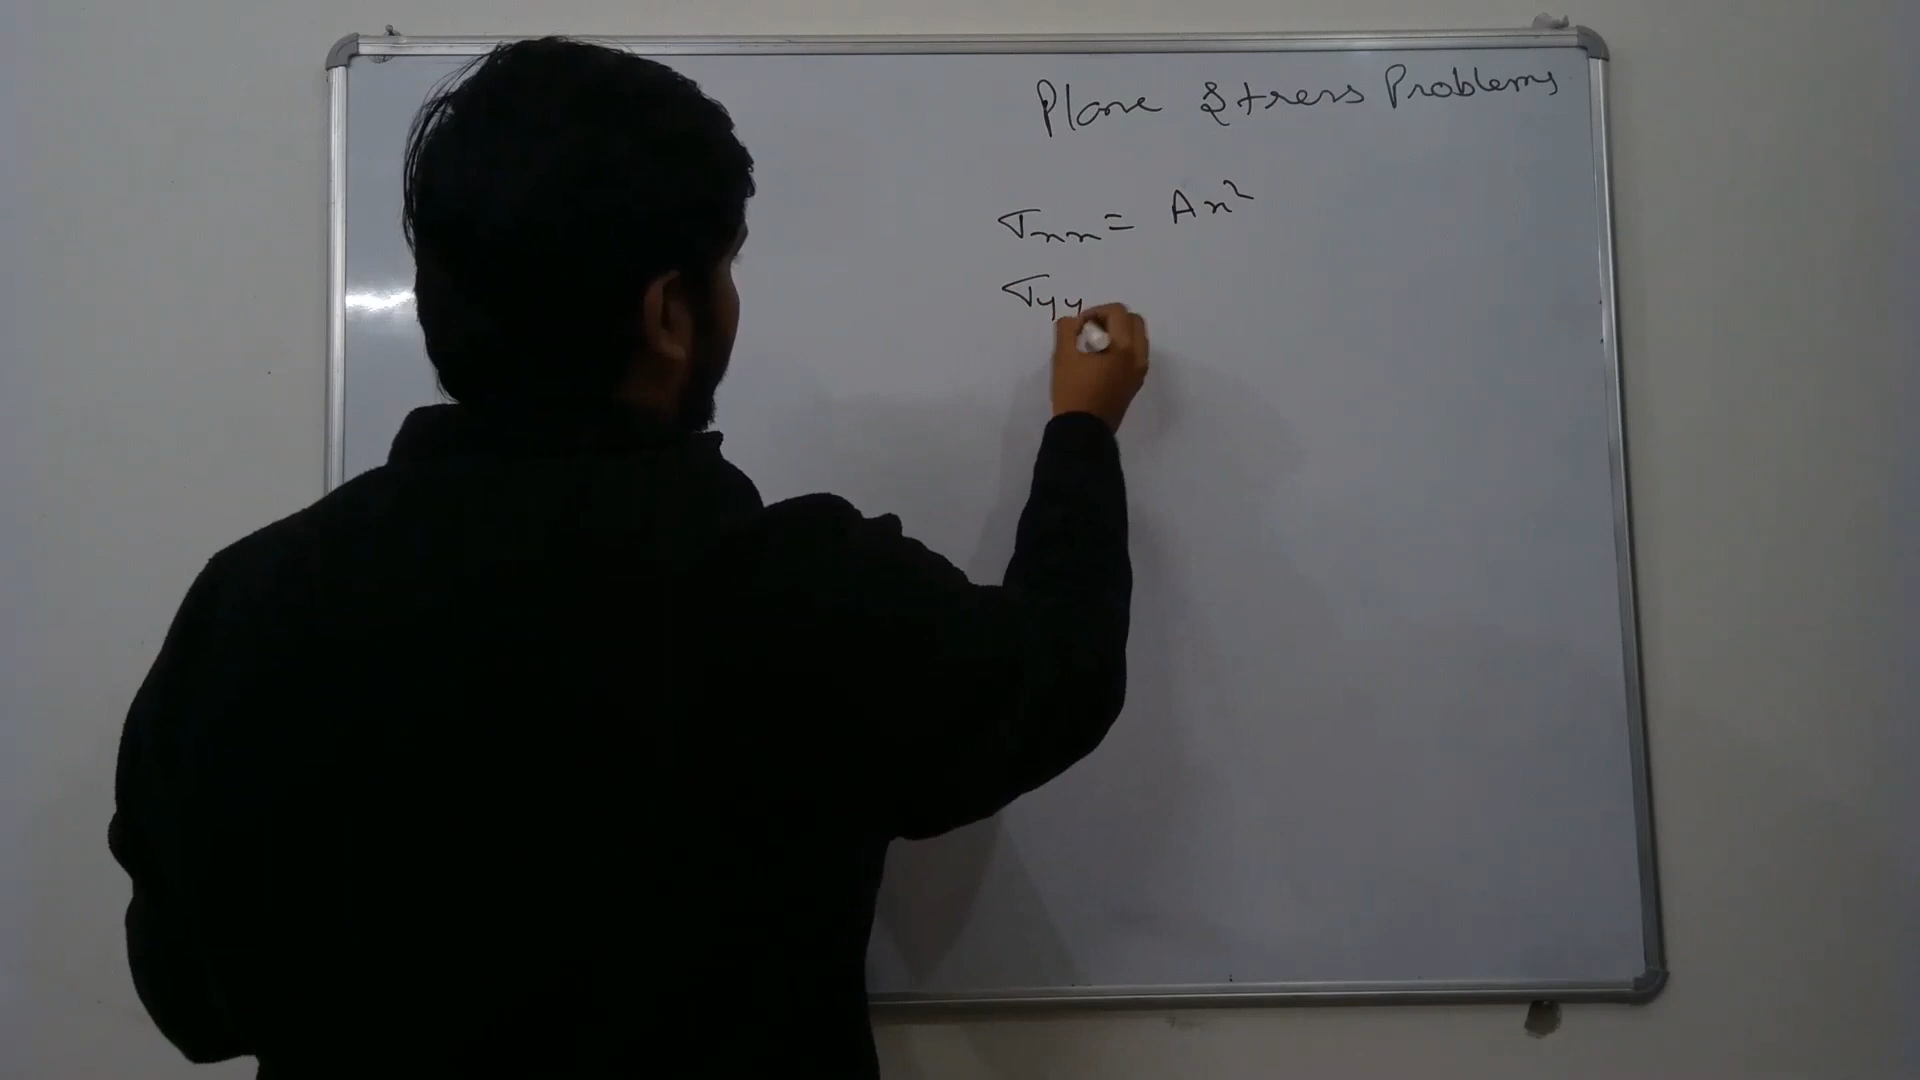 Plane Stress Problems
σxx = Ax²
σyy